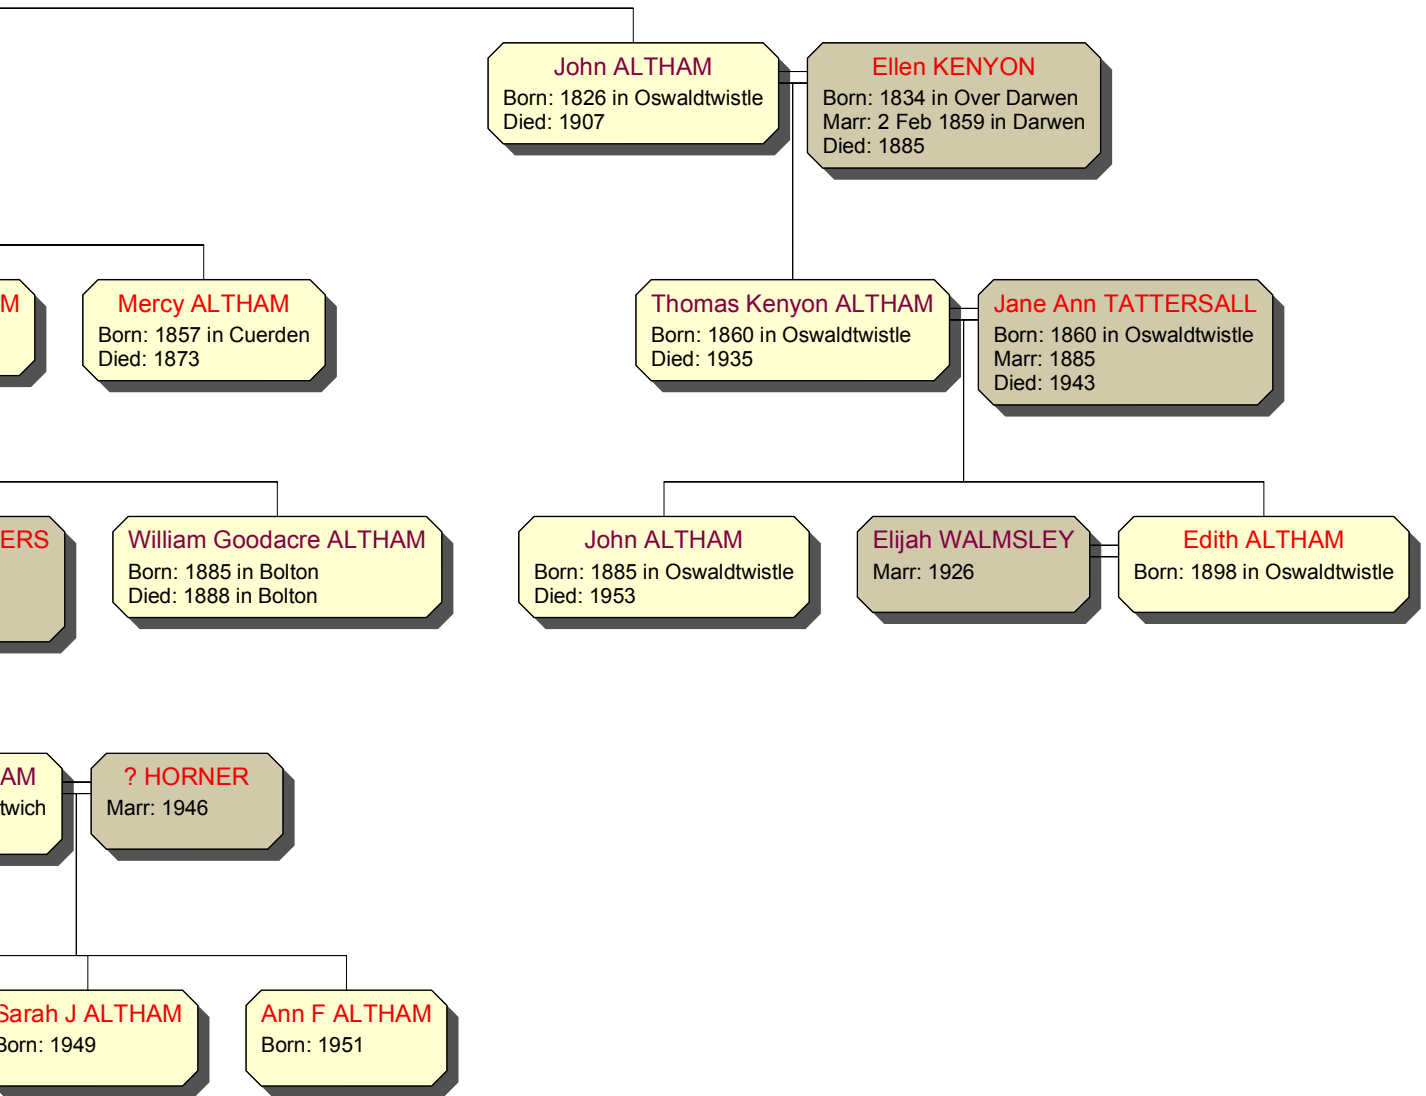 John ALTHAM
Born: 1826 in Oswaldtwistle
Died: 1907
Ellen KENYON
Born: 1834 in Over Darwen
Marr: 2 Feb 1859 in Darwen
Died: 1885
M
Mercy ALTHAM
Born: 1857 in Cuerden
Died: 1873
Thomas Kenyon ALTHAM
Born: 1860 in Oswaldtwistle
Died: 1935
Jane Ann TATTERSALL
Born: 1860 in Oswaldtwistle
Marr: 1885
Died: 1943
ERS
William Goodacre ALTHAM
Born: 1885 in Bolton
Died: 1888 in Bolton
John ALTHAM
Born: 1885 in Oswaldtwistle
Died: 1953
Elijah WALMSLEY
Marr: 1926
Edith ALTHAM
Born: 1898 in Oswaldtwistle
AM
twich
? HORNER
Marr: 1946
Sarah J ALTHAM
Born: 1949
Ann F ALTHAM
Born: 1951